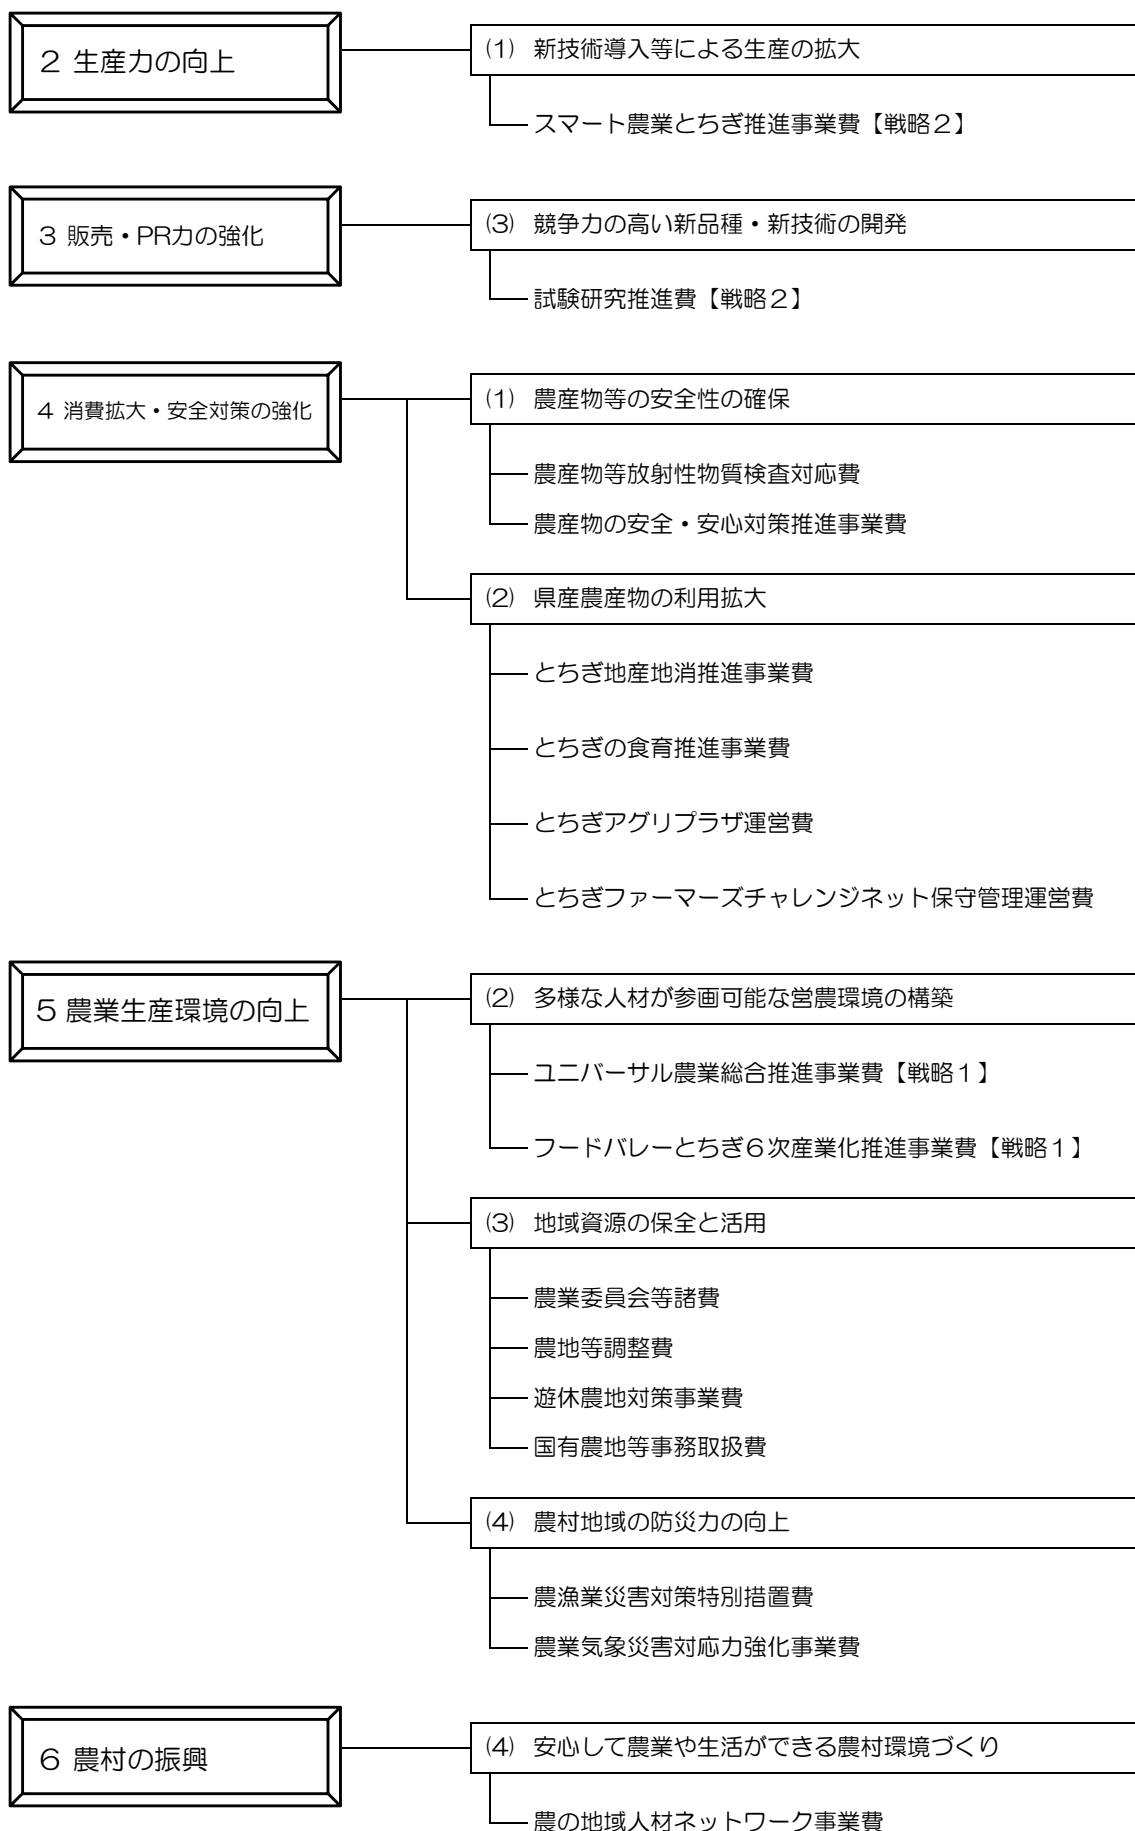 2 生産力の向上
(1) 新技術導入等による生産の拡大
スマート農業とちぎ推進事業費【戦略2】
3 販売・PR力の強化
(3) 競争力の高い新品種・新技術の開発
試験研究推進費【戦略2】
4 消費拡大・安全対策の強化
(1) 農産物等の安全性の確保
農産物等放射性物質検査対応費
農産物の安全・安心対策推進事業費
(2) 県産農産物の利用拡大
とちぎ地産地消推進事業費
とちぎの食育推進事業費
とちぎアグリプラザ運営費
とちぎファーマーズチャレンジネット保守管理運営費
5 農業生産環境の向上
(2) 多様な人材が参画可能な営農環境の構築
ユニバーサル農業総合推進事業費【戦略1】
フードバレーとちぎ6次産業化推進事業費【戦略1】
(3) 地域資源の保全と活用
農業委員会等諸費
農地等調整費
遊休農地対策事業費
国有農地等事務取扱費
(4) 農村地域の防災力の向上
農漁業災害対策特別措置費
農業気象災害対応力強化事業費
6 農村の振興
(4) 安心して農業や生活ができる農村環境づくり
農の地域人材ネットワーク事業費